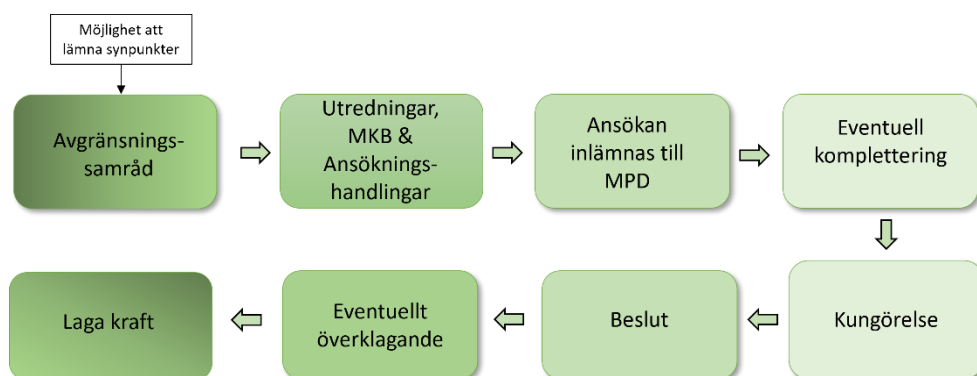 Möjlighet att
lämna synpunkter
Avgränsnings-
samråd
Utredningar,
MKB &
Ansöknings-
handlingar
Ansökan
inlämnas till
MPD
Eventuell
komplettering
Kungörelse
Beslut
Eventuellt
överklagande
Laga kraft